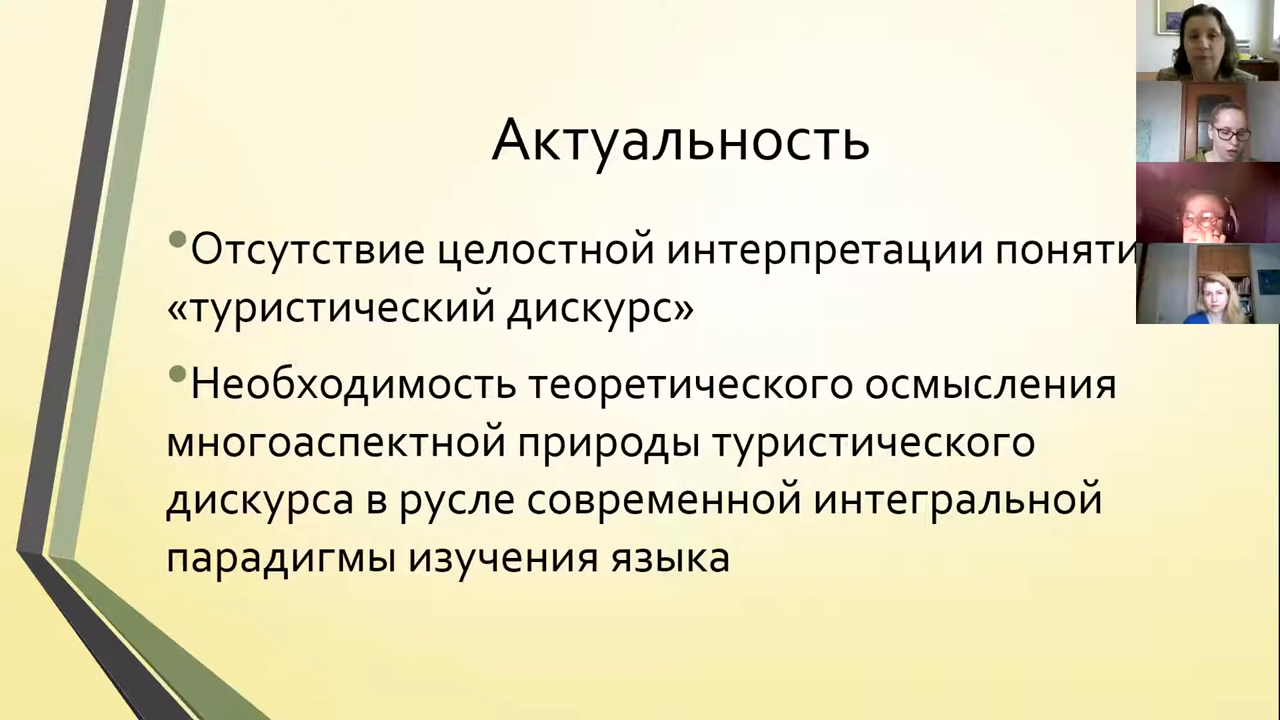 Актуальность
•Отсутствие целостной интерпретации поняти
«туристический дискурс»
•Необходимость теоретического осмысления
многоаспектной природы туристического
дискурса в русле современной интегральной
парадигмы изучения языка